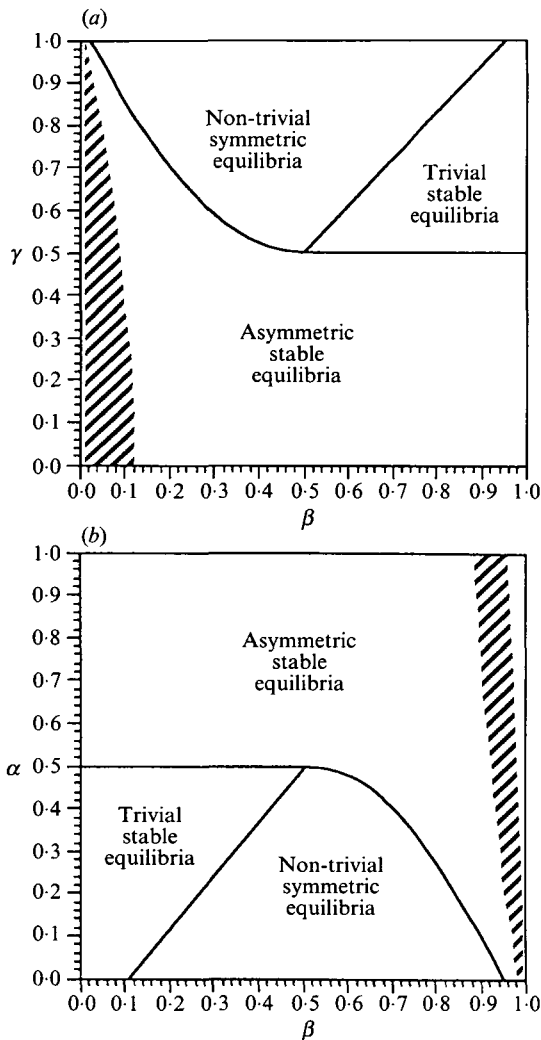 (a)
1·0
0·9
0·8
0·7
0·6
γ 0·5
0·4
0·3
0·2
0·1
0·0
Non-trivial
symmetric
equilibria
Trivial
stable
equilibria
Asymmetric
stable
equilibria
0·0 0·1 0·2 0·3 0·4 0·5 0·6 0·7 0·8 0·9 1·0
β
(b)
1·0
0·9
0·8
0·7
0·6
α 0·5
0·4
0·3
0·2
0·1
0·0
Asymmetric
stable
equilibria
Trivial
stable
equilibria
Non-trivial
symmetric
equilibria
0·0 0·1 0·2 0·3 0·4 0·5 0·6 0·7 0·8 0·9 1·0
β